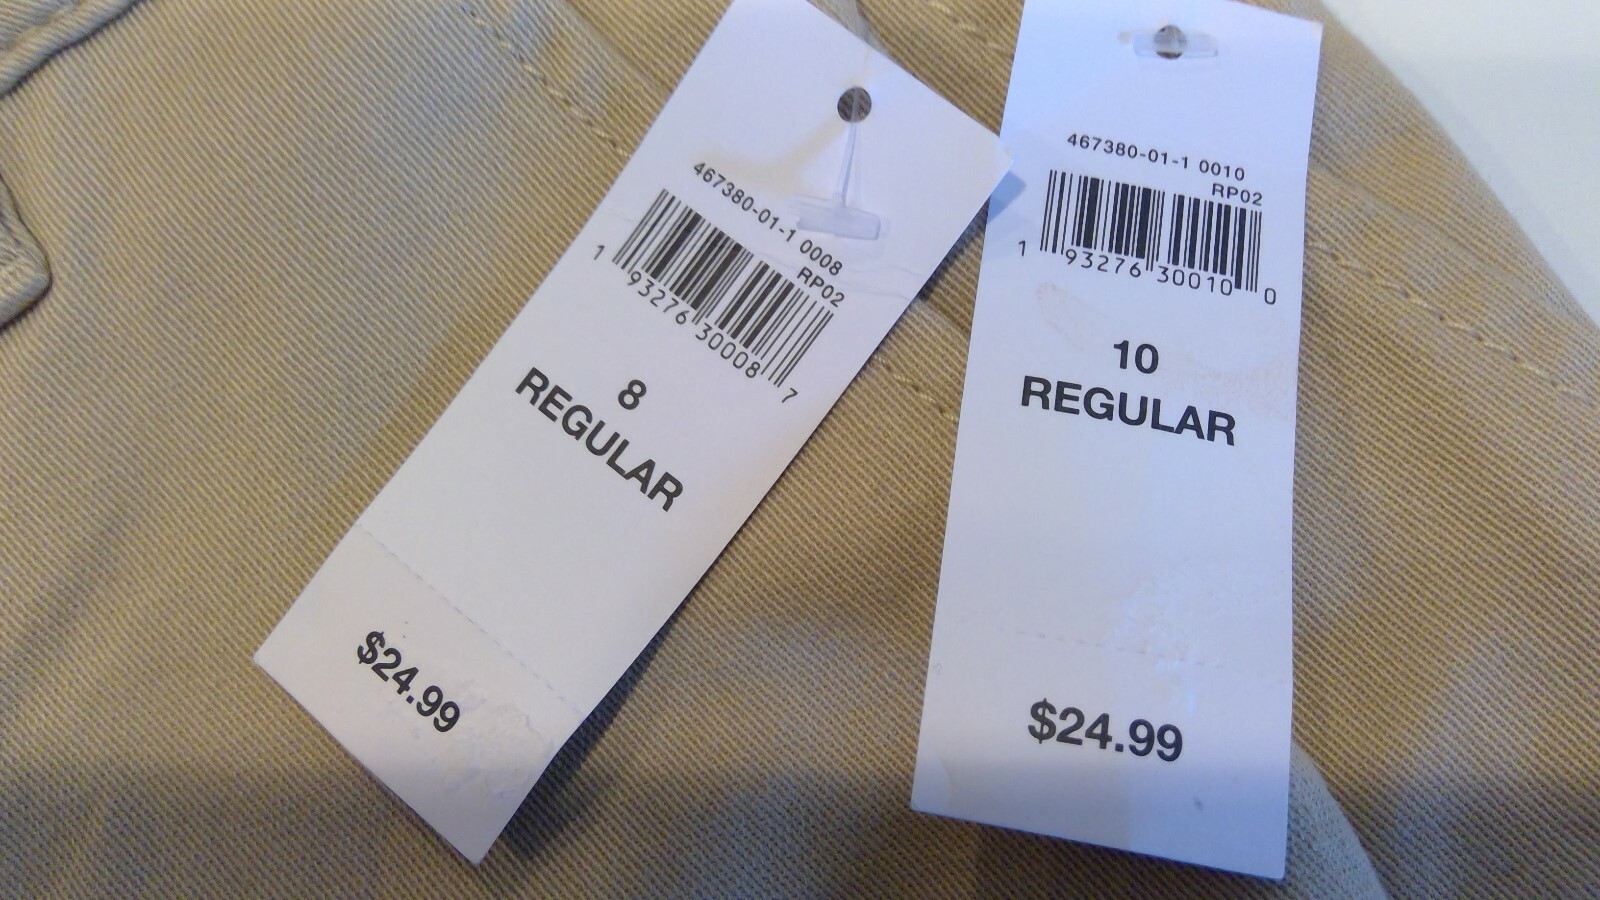 467380-01-1 0008
RP02
1 93276 30008 7
8
REGULAR
$24.99
467380-01-1 0010
RP02
1 93276 30010 0
10
REGULAR
$24.99